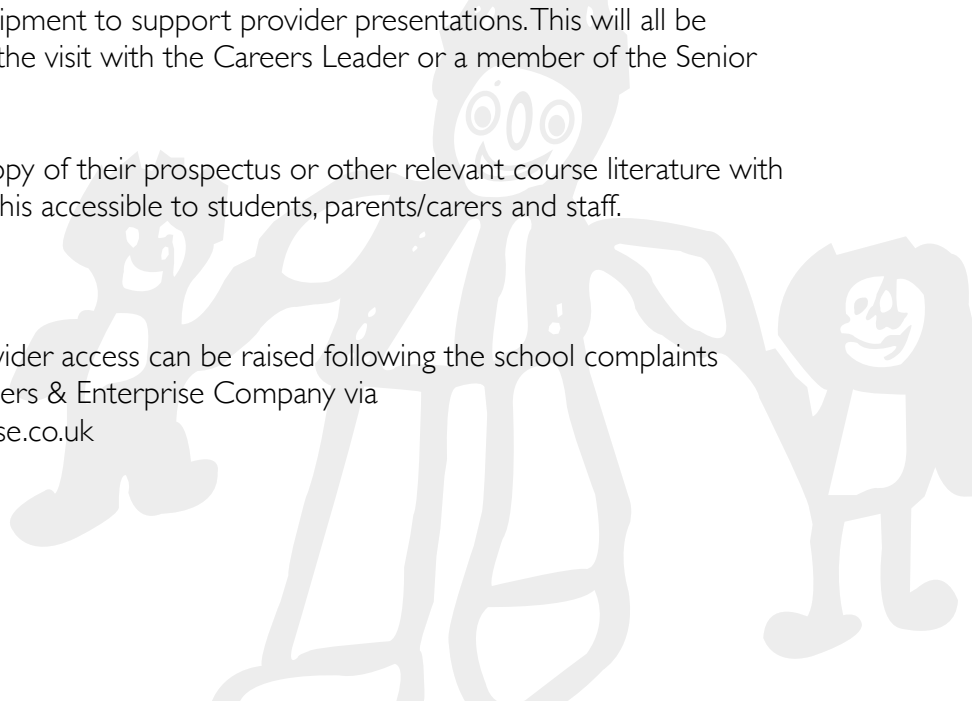 ipment to support provider presentations. This will all be
the visit with the Careers Leader or a member of the Senior
opy of their prospectus or other relevant course literature with
his accessible to students, parents/carers and staff.
vider access can be raised following the school complaints
ers & Enterprise Company via
se.co.uk